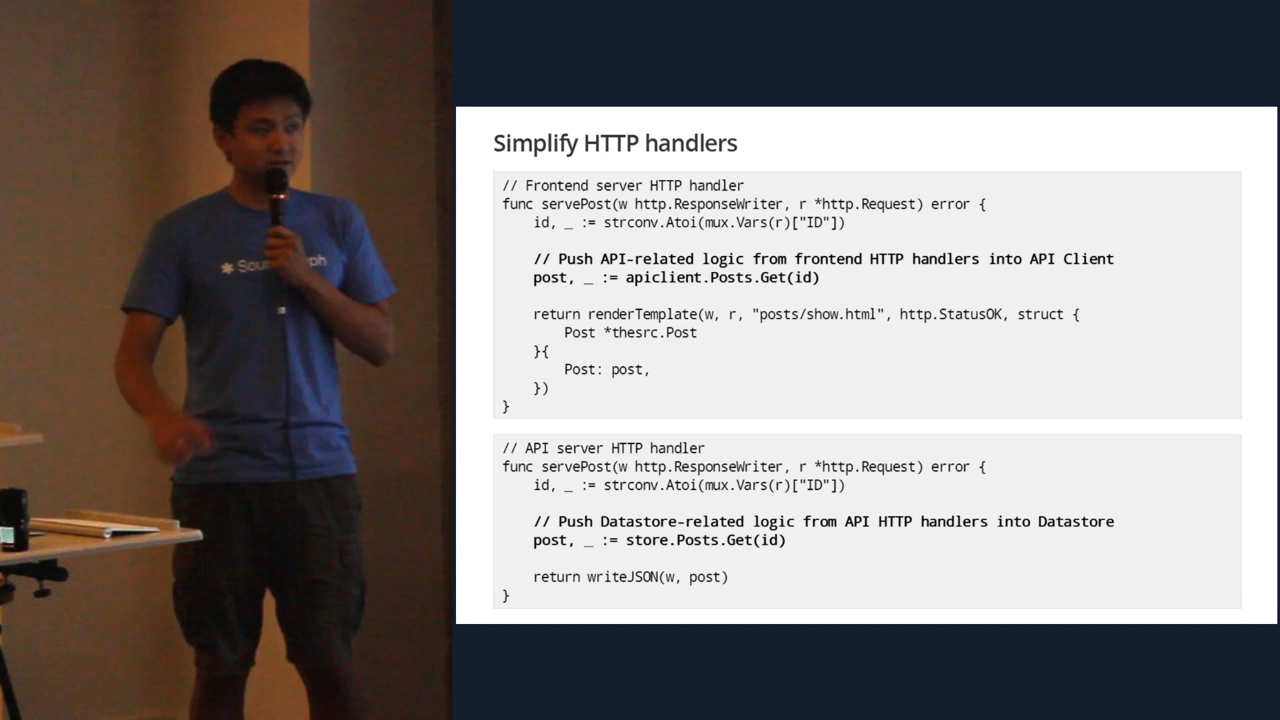 Simplify HTTP handlers
// Frontend server HTTP handler
func servePost(w http.ResponseWriter, r *http.Request) error {
    id, _ := strconv.Atoi(mux.Vars(r)["ID"])
    // Push API-related logic from frontend HTTP handlers into API Client
    post, _ := apiclient.Posts.Get(id)
    return renderTemplate(w, r, "posts/show.html", http.StatusOK, struct {
        Post *thesrc.Post
    }{
        Post: post,
    })
}
// API server HTTP handler
func servePost(w http.ResponseWriter, r *http.Request) error {
    id, _ := strconv.Atoi(mux.Vars(r)["ID"])
    // Push Datastore-related logic from API HTTP handlers into Datastore
    post, _ := store.Posts.Get(id)
    return writeJSON(w, post)
}